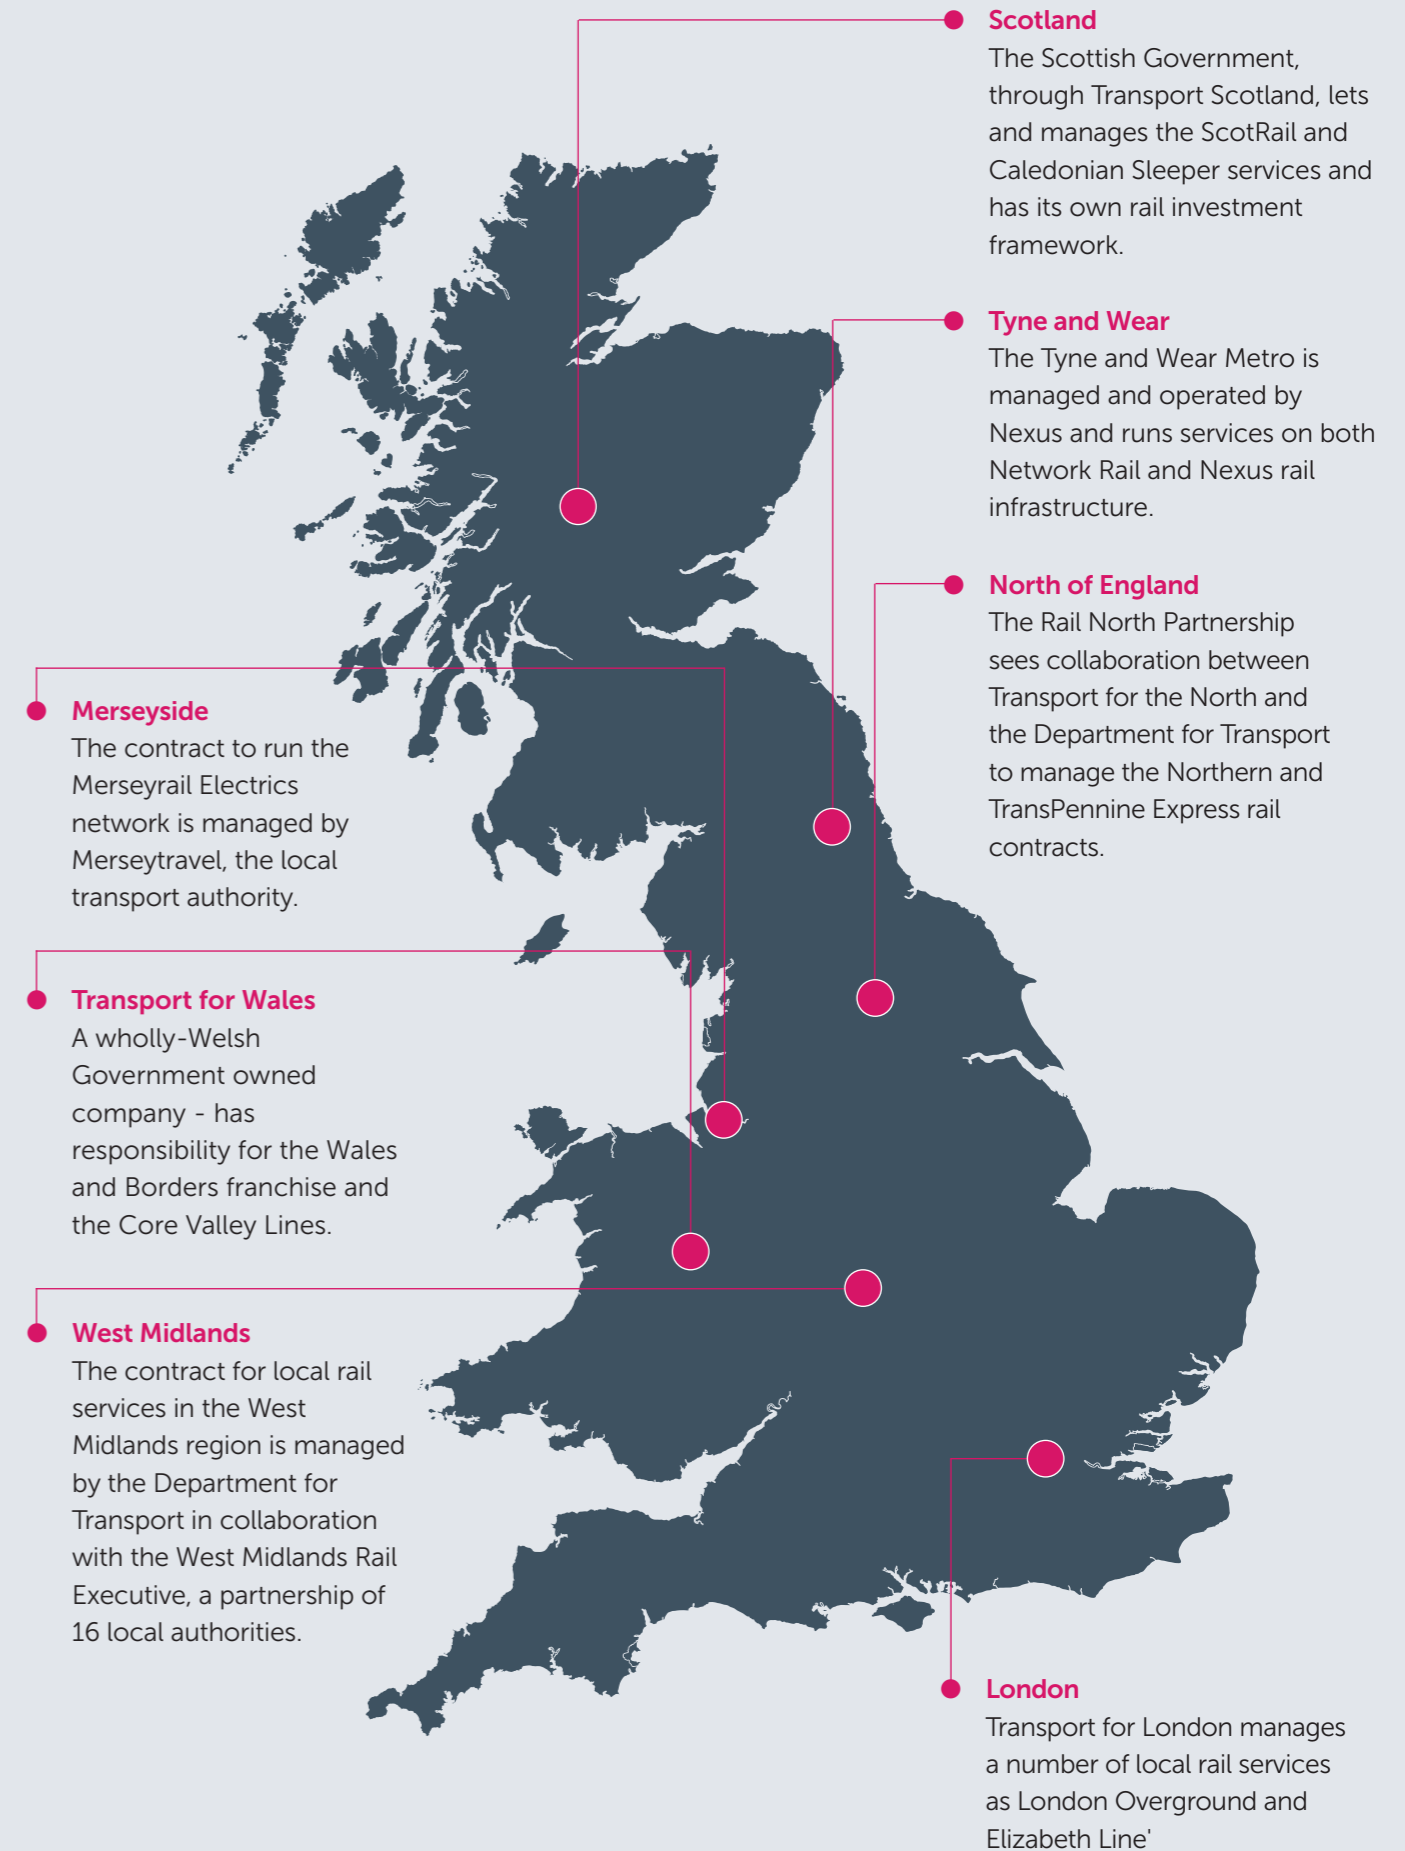 Scotland
The Scottish Government,
through Transport Scotland, lets
and manages the ScotRail and
Caledonian Sleeper services and
has its own rail investment
framework.
Tyne and Wear
The Tyne and Wear Metro is
managed and operated by
Nexus and runs services on both
Network Rail and Nexus rail
infrastructure.
North of England
The Rail North Partnership
sees collaboration between
Transport for the North and
the Department for Transport
to manage the Northern and
TransPennine Express rail
contracts.
Merseyside
The contract to run the
Merseyrail Electrics
network is managed by
Merseytravel, the local
transport authority.
Transport for Wales
A wholly-Welsh
Government owned
company - has
responsibility for the Wales
and Borders franchise and
the Core Valley Lines.
West Midlands
The contract for local rail
services in the West
Midlands region is managed
by the Department for
Transport in collaboration
with the West Midlands Rail
Executive, a partnership of
16 local authorities.
London
Transport for London manages
a number of local rail services
as London Overground and
Elizabeth Line'